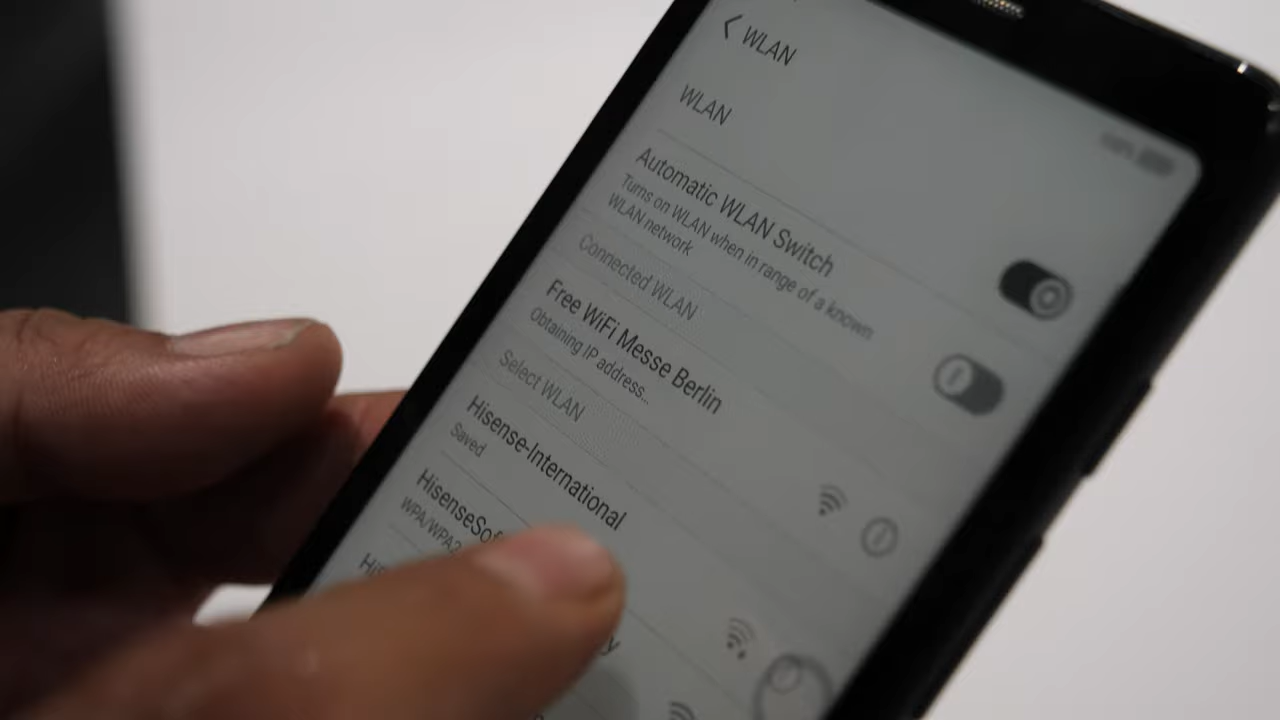 WLAN
WLAN
Automatic WLAN Switch
Turns on WLAN when in range of a known
WLAN network
Connected WLAN
Free WiFi Messe Berlin
Obtaining IP address...
Select WLAN
Hisense-International
Saved
WPA/WPA2